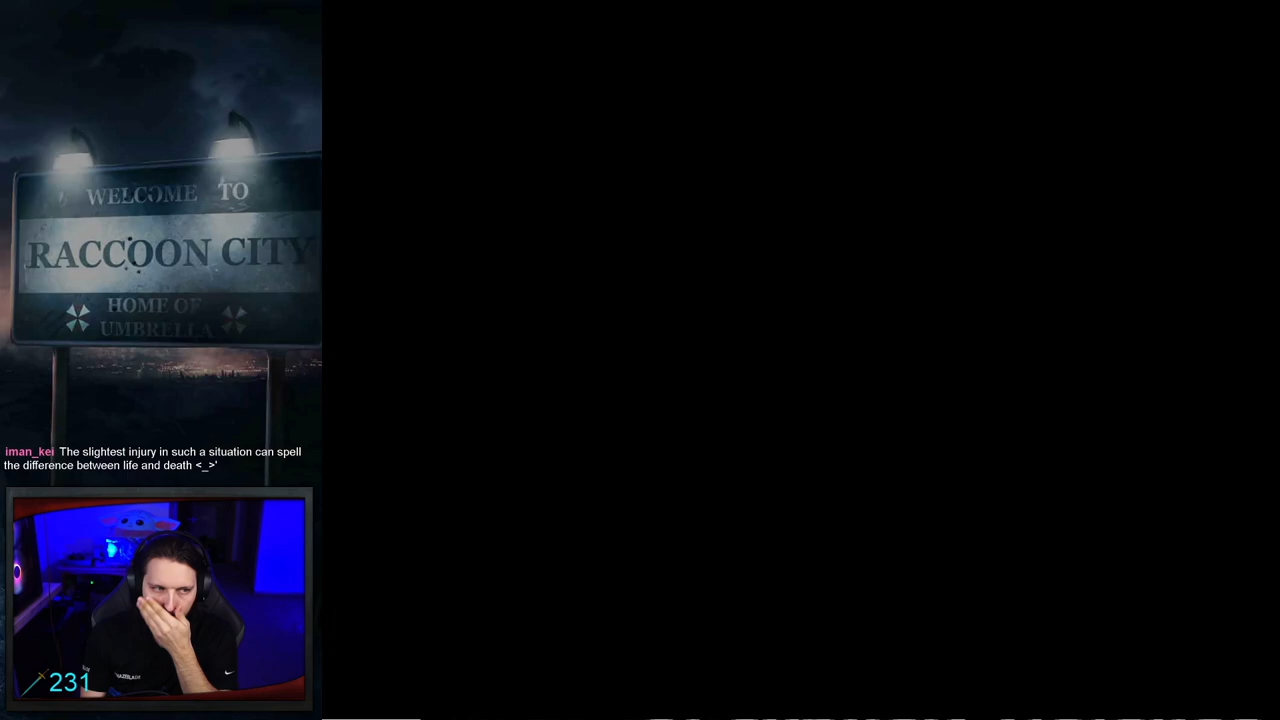 WELCOME TO
RACCOON CITY
HOME OF
UMBRELLA
iman_kei The slightest injury in such a situation can spell
the difference between life and death <_>'
231